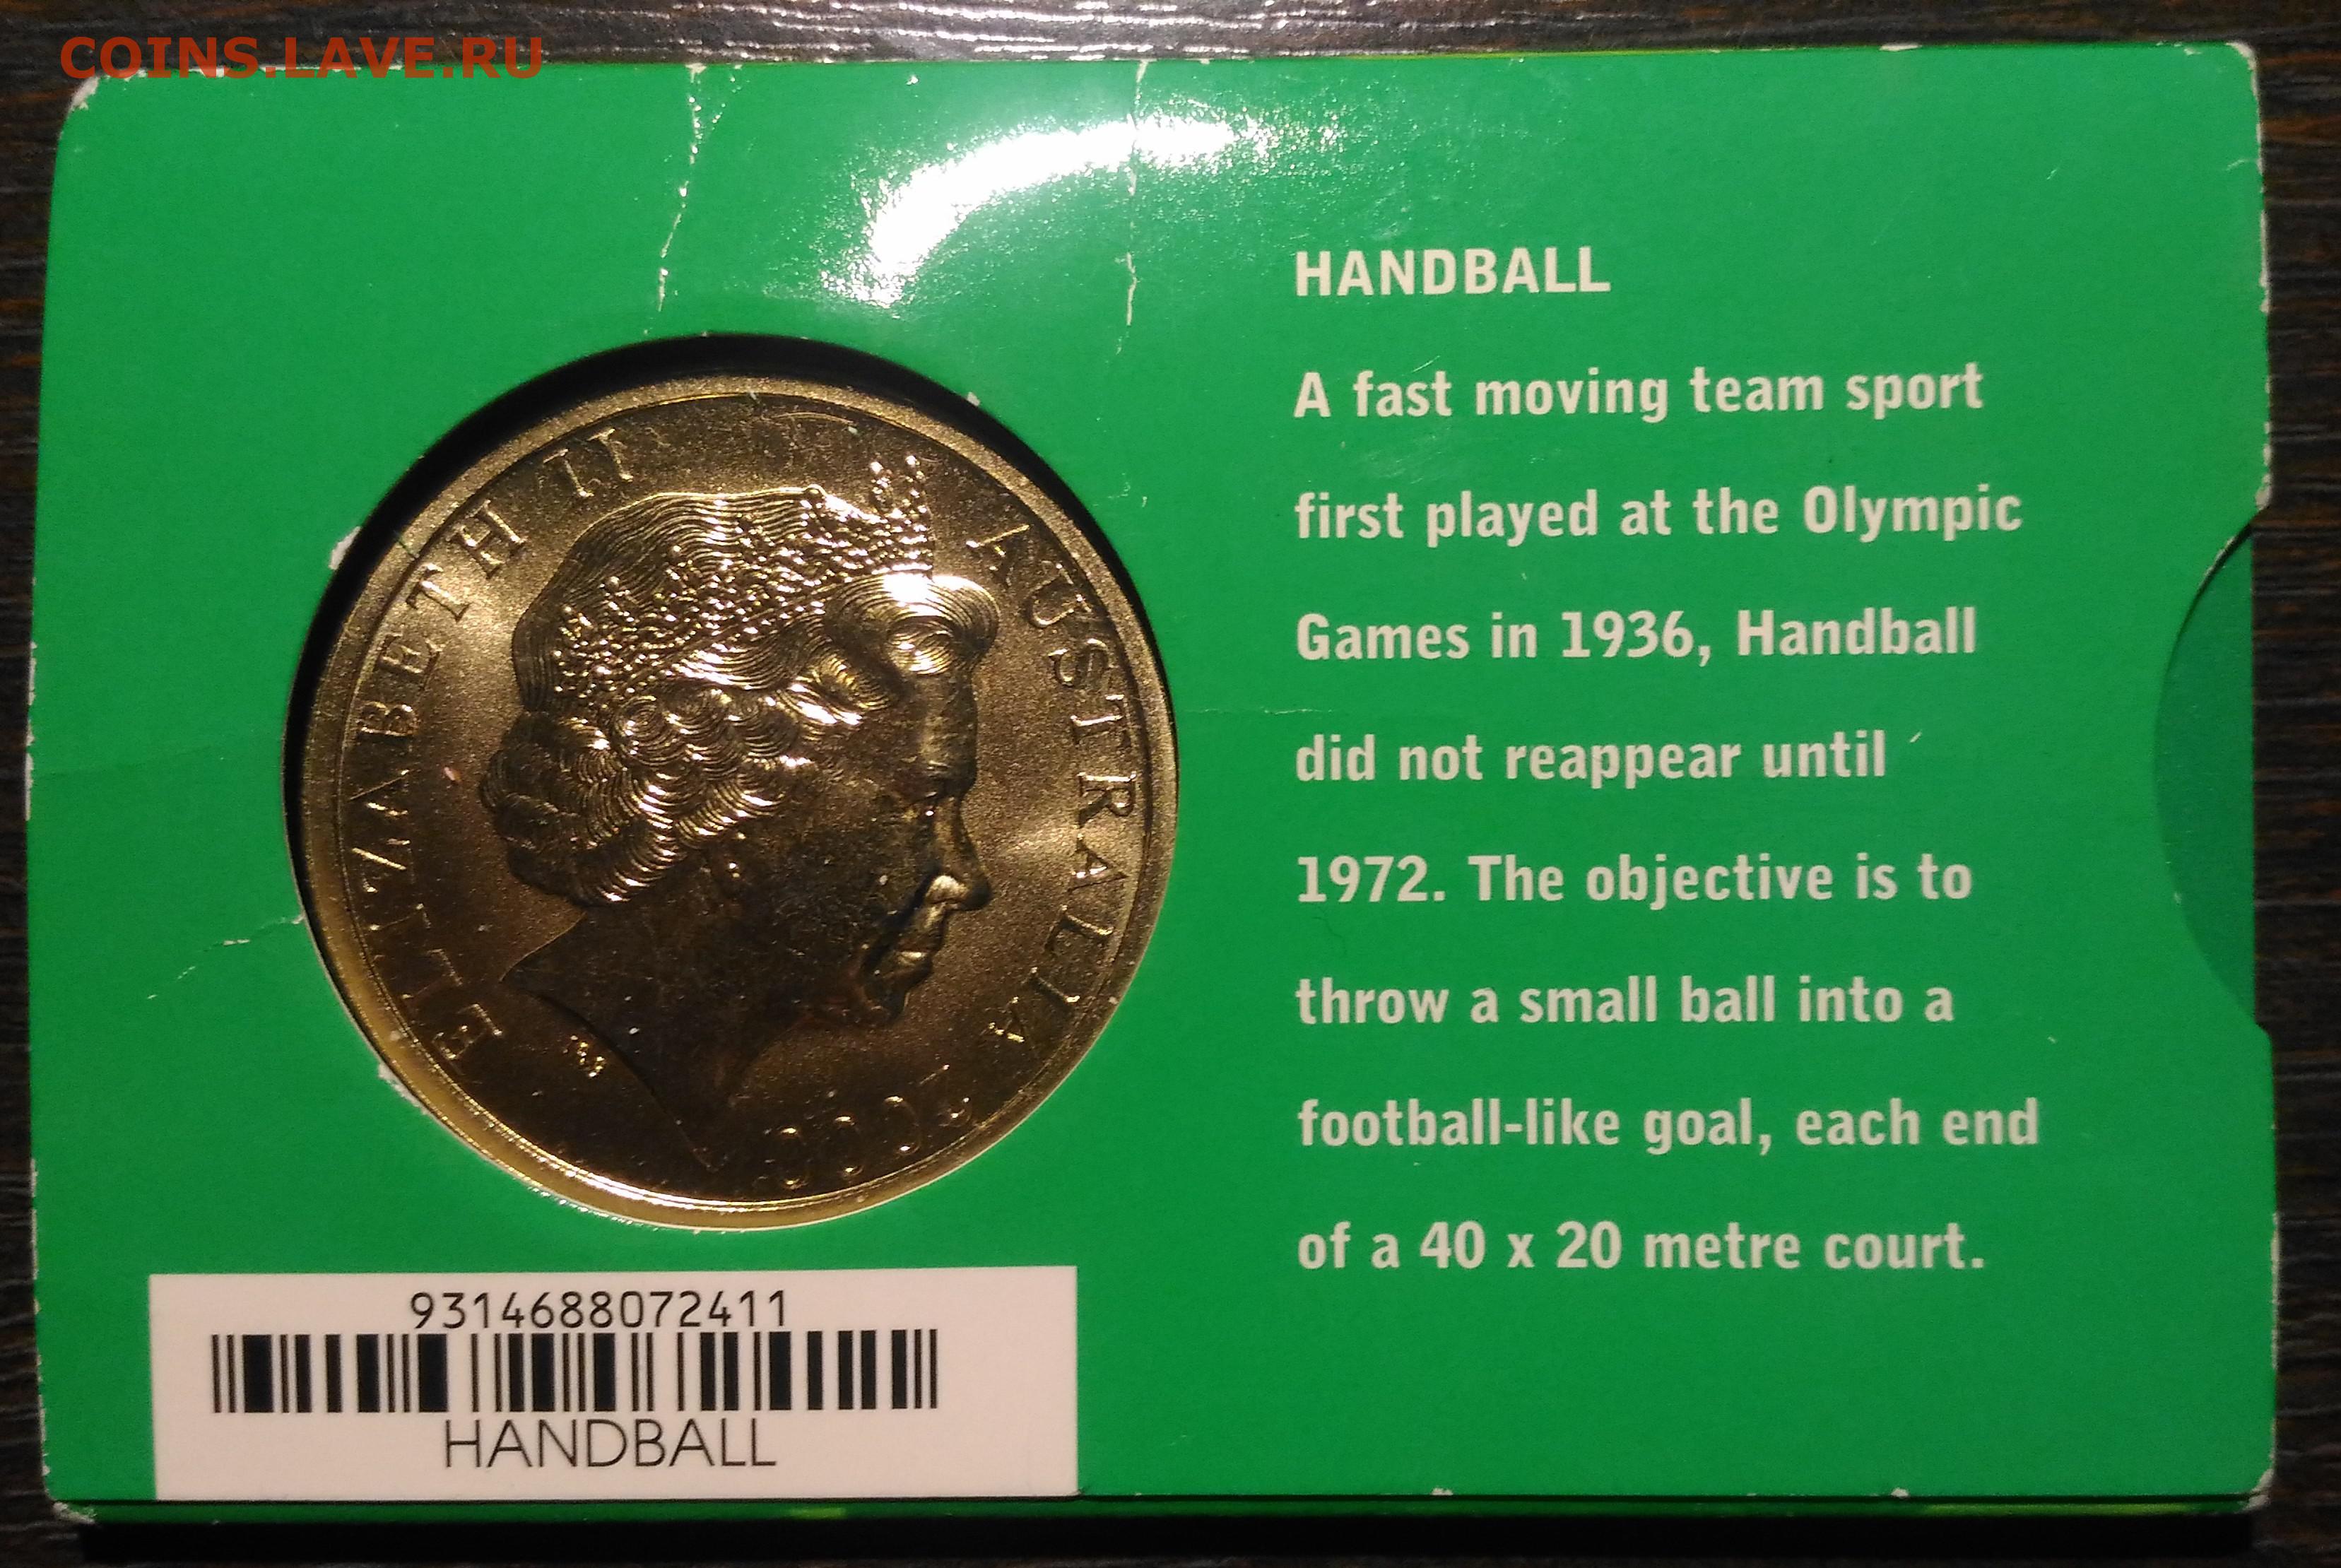 COINS.LAVE.RU
HANDBALL
A fast moving team sport
first played at the Olympic
Games in 1936, Handball
did not reappear until
1972. The objective is to
throw a small ball into a
football-like goal, each end
of a 40 x 20 metre court.
ELIZABETH II AUSTRALIA 2000
9314688072411
HANDBALL